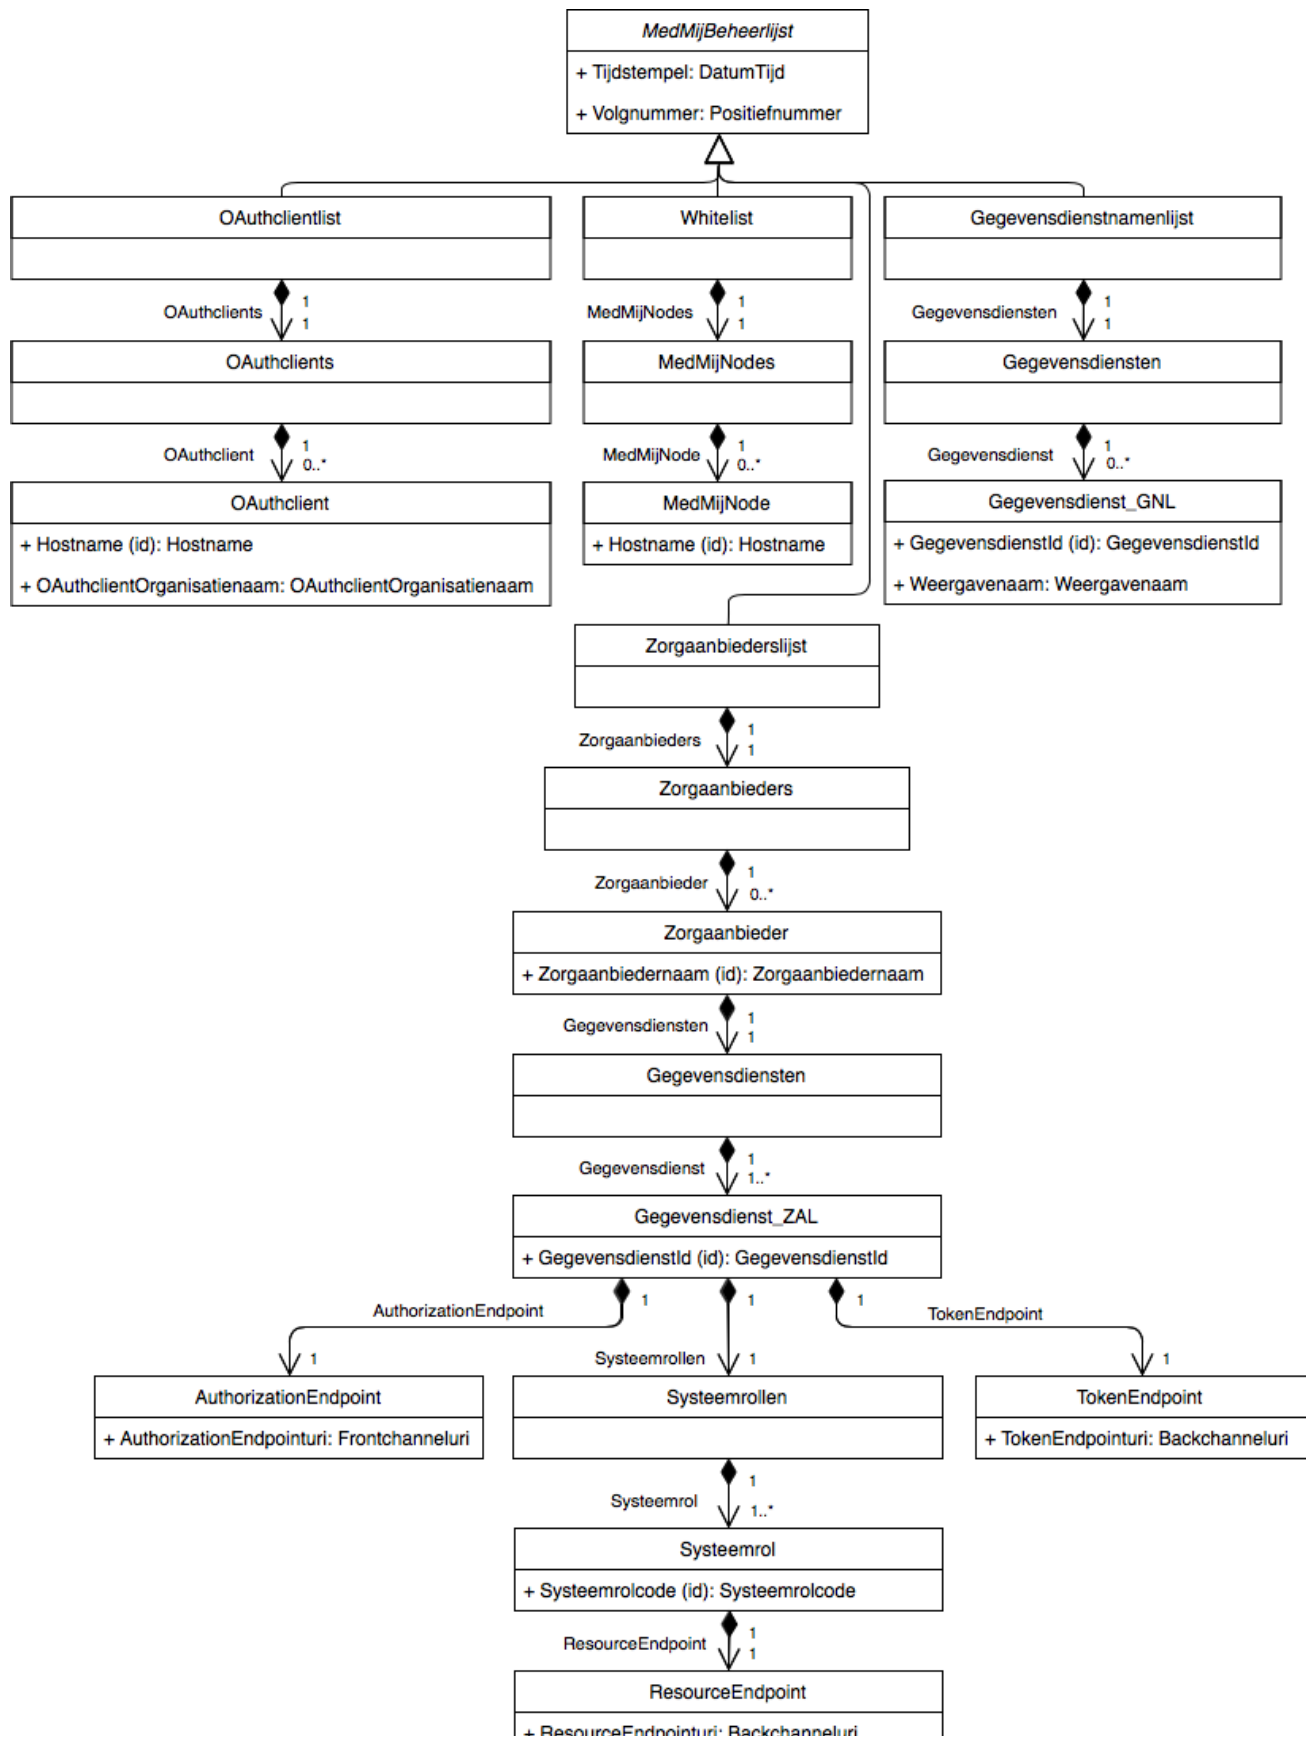 MedMijBeheerlijst
+ Tijdstempel: DatumTijd
+ Volgnummer: Positiefnummer
OAuthclientlist
Whitelist
Gegevensdienstnamenlijst
OAuthclients
1
1
MedMijNodes
1
1
Gegevensdiensten
1
1
OAuthclients
MedMijNodes
Gegevensdiensten
OAuthclient
1
0..*
MedMijNode
1
0..*
Gegevensdienst
1
0..*
OAuthclient
+ Hostname (id): Hostname
+ OAuthclientOrganisatienaam: OAuthclientOrganisatienaam
MedMijNode
+ Hostname (id): Hostname
Gegevensdienst_GNL
+ GegevensdienstId (id): GegevensdienstId
+ Weergavenaam: Weergavenaam
Zorgaanbiederslijst
Zorgaanbieders
1
1
Zorgaanbieders
Zorgaanbieder
1
0..*
Zorgaanbieder
+ Zorgaanbiedernaam (id): Zorgaanbiedernaam
Gegevensdiensten
1
1
Gegevensdiensten
Gegevensdienst
1
1..*
Gegevensdienst_ZAL
+ GegevensdienstId (id): GegevensdienstId
AuthorizationEndpoint
1
1
Systeemrollen
1
1
TokenEndpoint
1
1
AuthorizationEndpoint
+ AuthorizationEndpointuri: Frontchanneluri
Systeemrollen
TokenEndpoint
+ TokenEndpointuri: Backchanneluri
Systeemrol
1
1..*
Systeemrol
+ Systeemrolcode (id): Systeemrolcode
ResourceEndpoint
1
1
ResourceEndpoint
+ ResourceEndpointuri: Backchanneluri